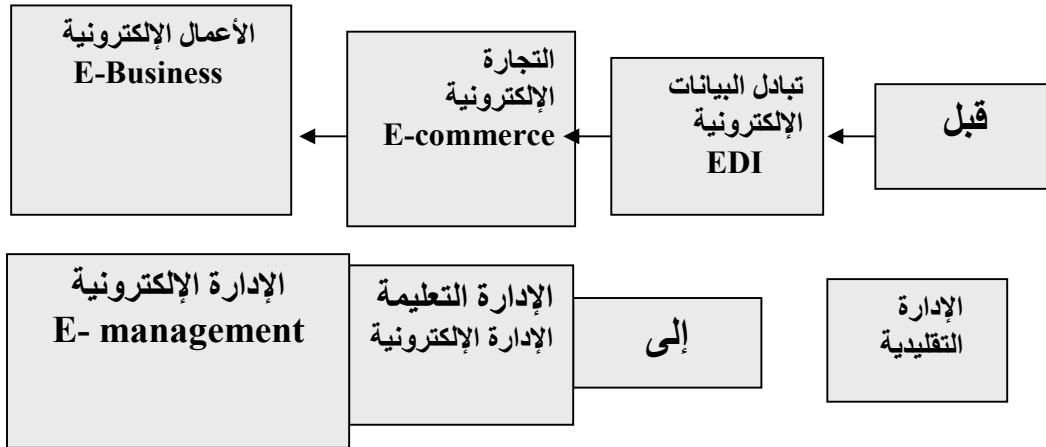 قبل
تبادل البيانات
الإلكترونية
EDI
التجارة
الإلكترونية
E-commerce
الأعمال الإلكترونية
E-Business
الإدارة
التقليدية
إلى
الإدارة التعليمة
الإدارة الإلكترونية
الإدارة الإلكترونية
E- management